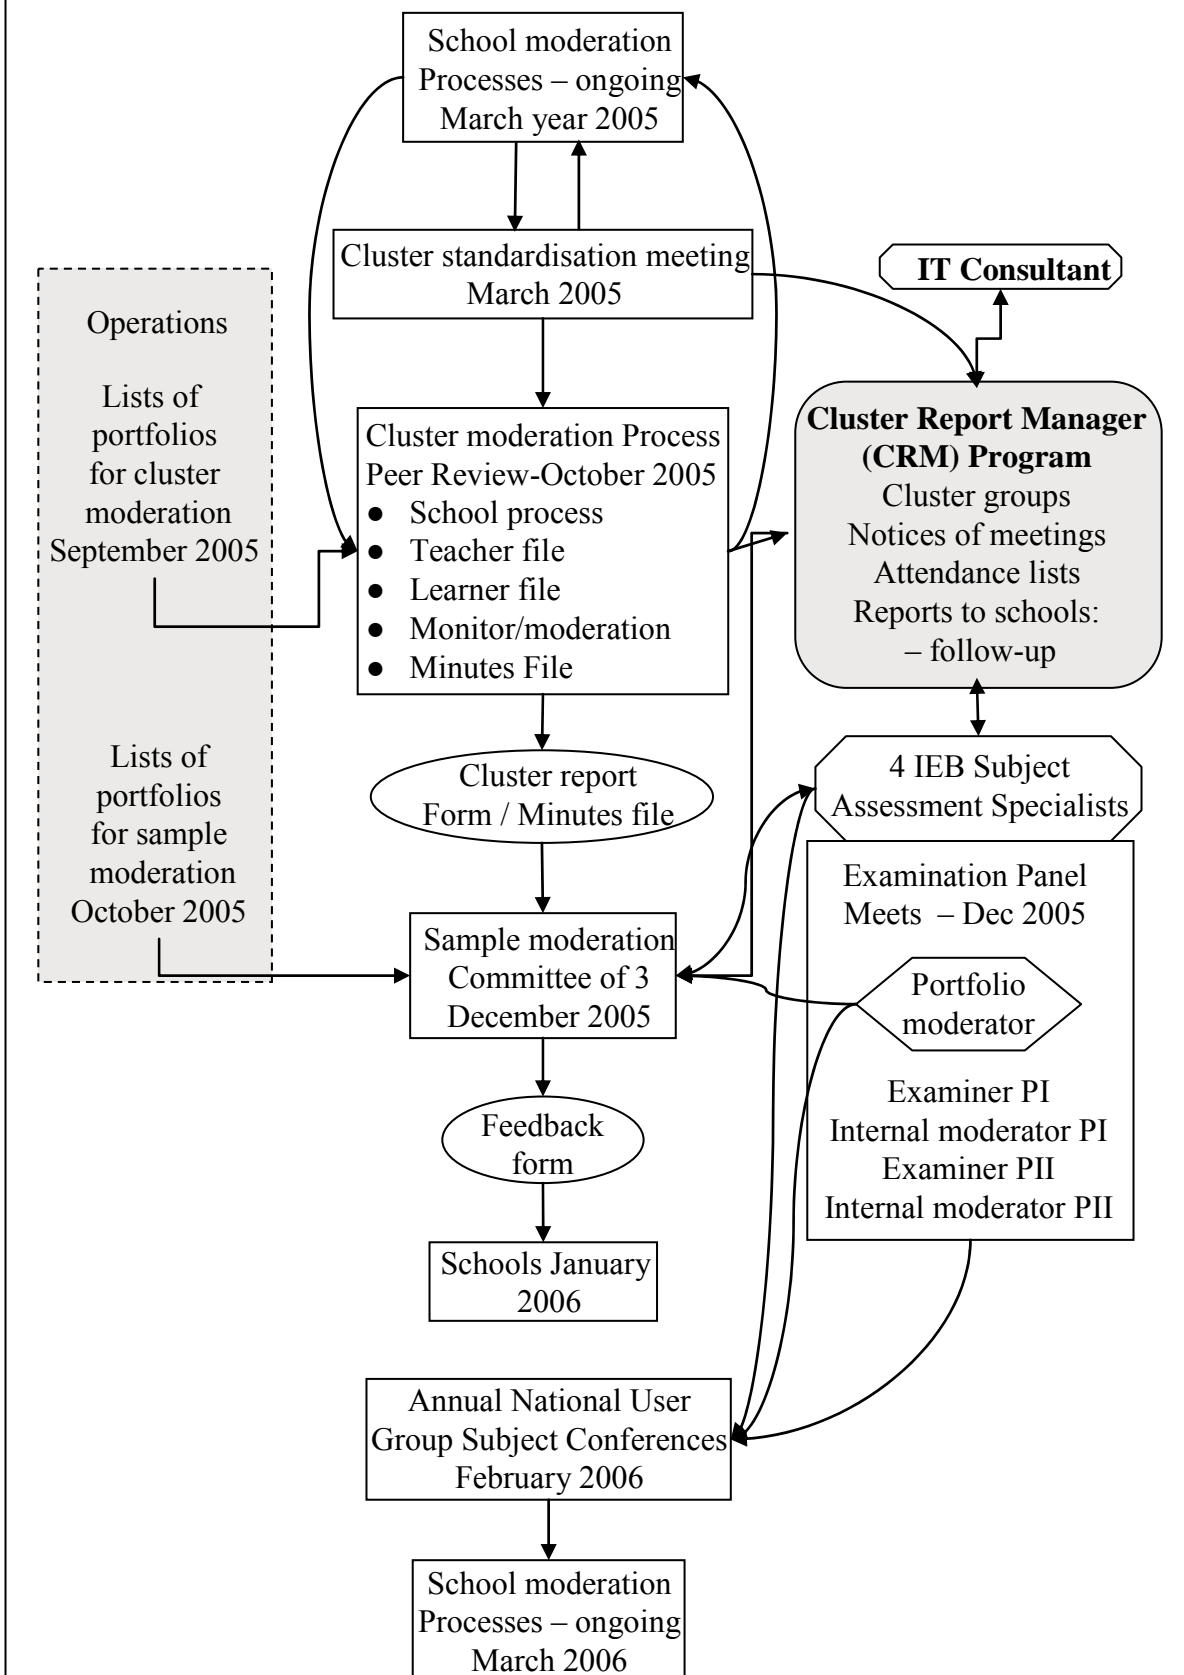 School moderation
Processes – ongoing
March year 2005
Cluster standardisation meeting
March 2005
IT Consultant
Operations
Lists of
portfolios
for cluster
moderation
September 2005
Cluster moderation Process
Peer Review-October 2005
● School process
● Teacher file
● Learner file
● Monitor/moderation
● Minutes File
Cluster Report Manager
(CRM) Program
Cluster groups
Notices of meetings
Attendance lists
Reports to schools:
– follow-up
Lists of
portfolios
for sample
moderation
October 2005
Cluster report
Form / Minutes file
4 IEB Subject
Assessment Specialists
Examination Panel
Meets – Dec 2005
Sample moderation
Committee of 3
December 2005
Portfolio
moderator
Examiner PI
Internal moderator PI
Examiner PII
Internal moderator PII
Feedback
form
Schools January
2006
Annual National User
Group Subject Conferences
February 2006
School moderation
Processes – ongoing
March 2006